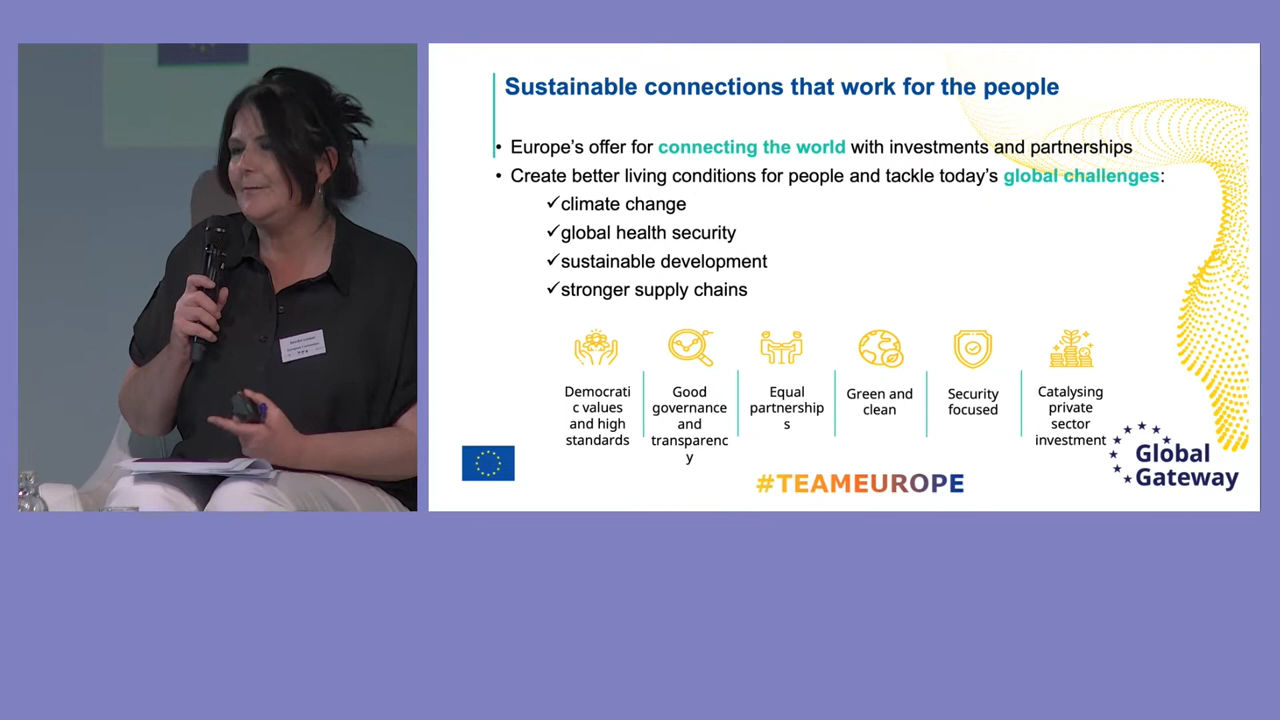 Sustainable connections that work for the people
• Europe’s offer for connecting the world with investments and partnerships
• Create better living conditions for people and tackle today’s global challenges:
✓climate change
✓global health security
✓sustainable development
✓stronger supply chains
Democrati
c values
and high
standards
Good
governance
and
transparenc
y
Equal
partnership
s
Green and
clean
Security
focused
Catalysing
private
sector
investment
#TEAMEUROPE
Global
Gateway